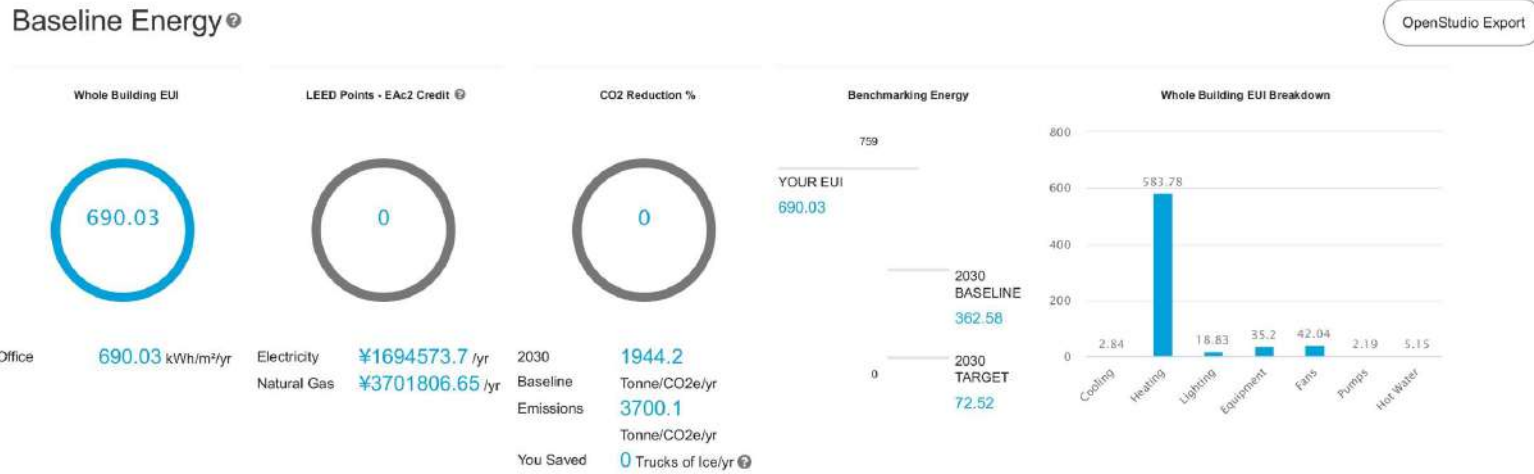 Baseline Energy
OpenStudio Export
Whole Building EUI
690.03
Office 690.03 kWh/m²/yr
LEED Points - EAc2 Credit
0
Electricity ¥1694573.7 /yr
Natural Gas ¥3701806.65 /yr
CO2 Reduction %
0
2030 1944.2
Baseline Tonne/CO2e/yr
Emissions 3700.1
Tonne/CO2e/yr
You Saved 0 Trucks of Ice/yr
Benchmarking Energy
759
YOUR EUI
690.03
2030
BASELINE
362.58
0
2030
TARGET
72.52
Whole Building EUI Breakdown
800
600
400
200
0
2.84
583.78
18.83
35.2
42.04
2.19
5.15
Cooling
Heating
Lighting
Equipment
Fans
Pumps
Hot Water